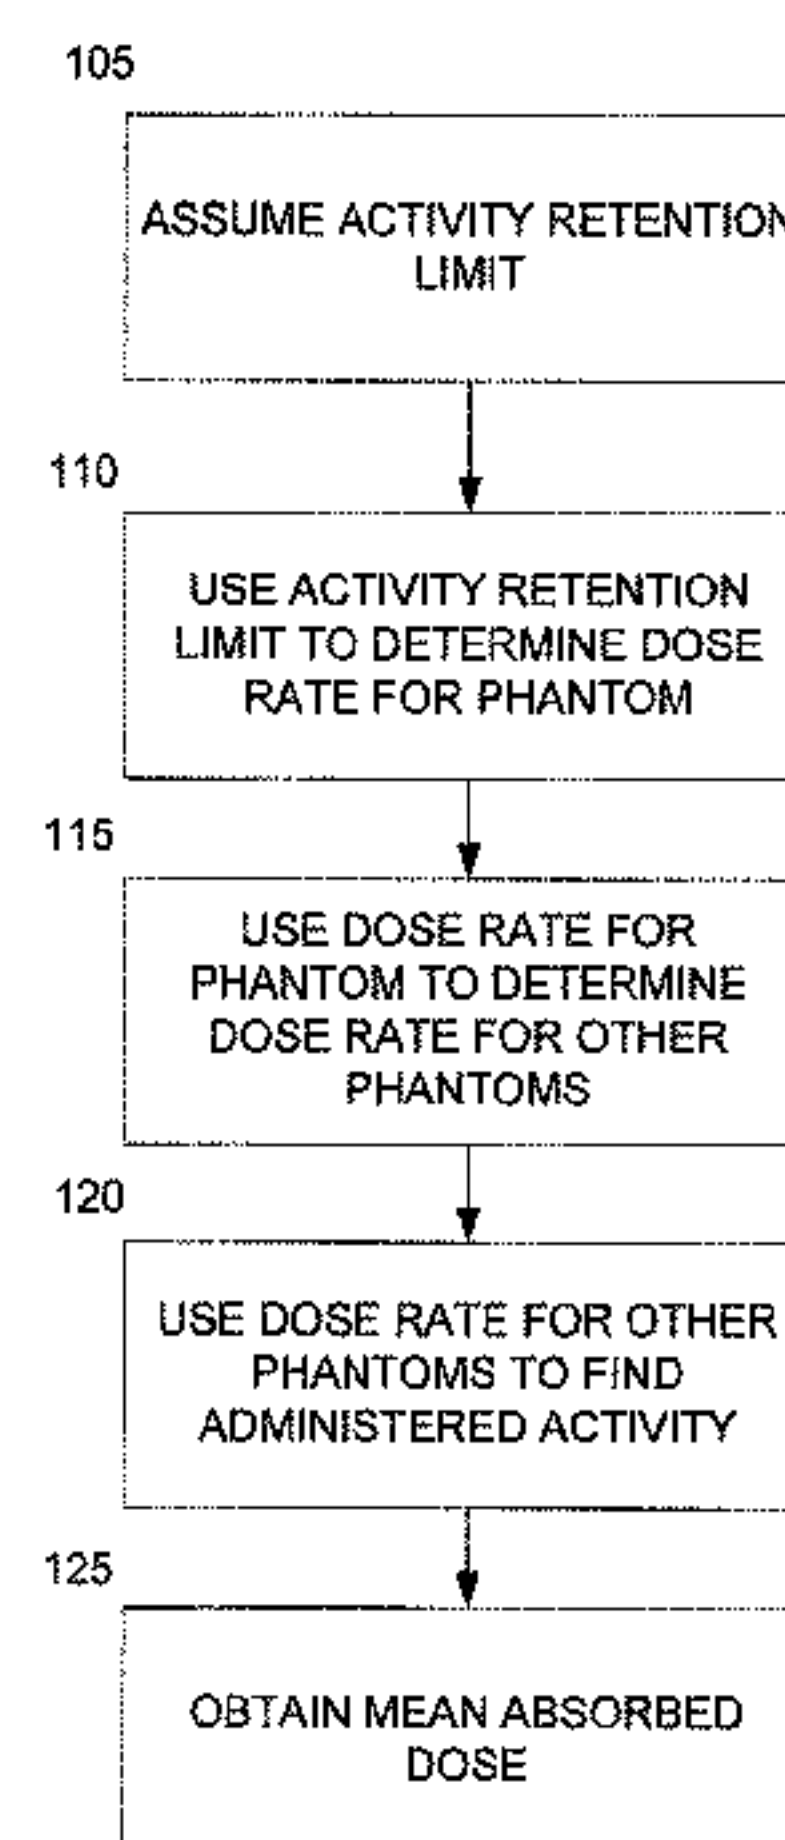 105
ASSUME ACTIVITY RETENTION
LIMIT
110
USE ACTIVITY RETENTION
LIMIT TO DETERMINE DOSE
RATE FOR PHANTOM
115
USE DOSE RATE FOR
PHANTOM TO DETERMINE
DOSE RATE FOR OTHER
PHANTOMS
120
USE DOSE RATE FOR OTHER
PHANTOMS TO FIND
ADMINISTERED ACTIVITY
125
OBTAIN MEAN ABSORBED
DOSE